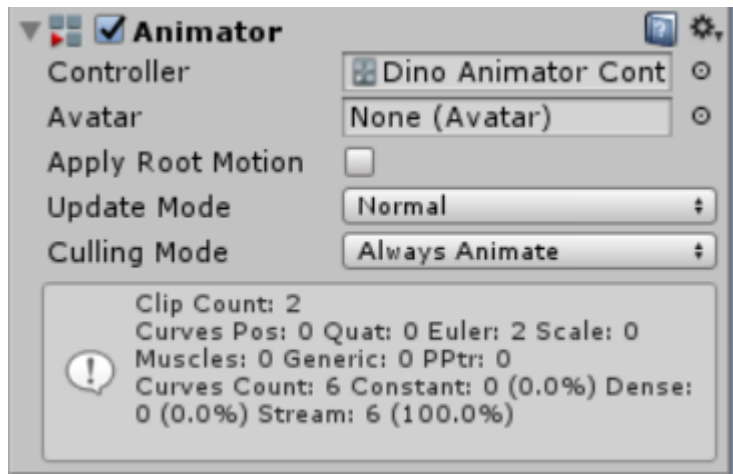 Animator
Controller Dino Animator Cont
Avatar None (Avatar)
Apply Root Motion
Update Mode Normal
Culling Mode Always Animate
Clip Count: 2
Curves Pos: 0 Quat: 0 Euler: 2 Scale: 0
Muscles: 0 Generic: 0 PPtr: 0
Curves Count: 6 Constant: 0 (0.0%) Dense:
0 (0.0%) Stream: 6 (100.0%)